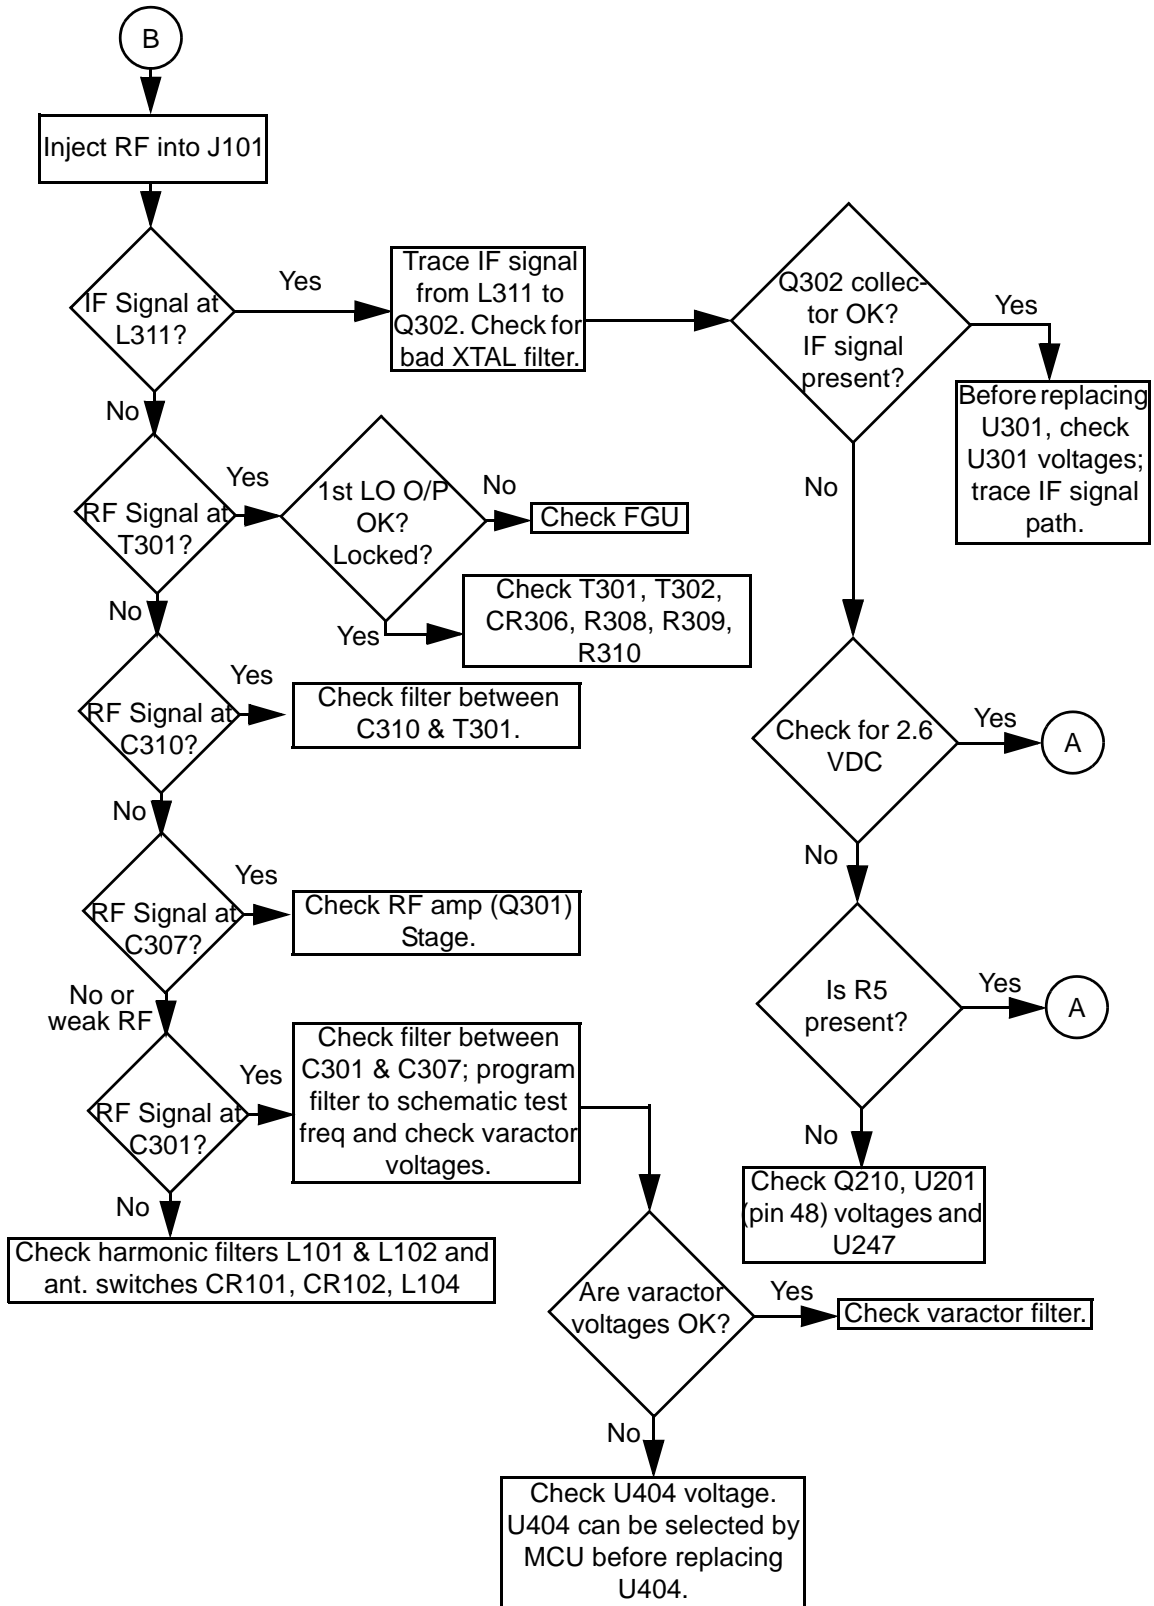 B
Inject RF into J101
IF Signal at
L311?
Yes
Trace IF signal
from L311 to
Q302. Check for
bad XTAL filter.
Q302 collec-
tor OK?
IF signal
present?
Yes
Before replacing
U301, check
U301 voltages;
trace IF signal
path.
No
No
RF Signal at
T301?
Yes
1st LO O/P
OK?
Locked?
No
Check FGU
Yes
Check T301, T302,
CR306, R308, R309,
R310
No
RF Signal at
C310?
Yes
Check filter between
C310 & T301.
Check for 2.6
VDC
Yes
A
No
No
RF Signal at
C307?
Yes
Check RF amp (Q301)
Stage.
Is R5
present?
Yes
A
No or
weak RF
RF Signal at
C301?
Yes
Check filter between
C301 & C307; program
filter to schematic test
freq and check varactor
voltages.
No
Check Q210, U201
(pin 48) voltages and
U247
No
Check harmonic filters L101 & L102 and
ant. switches CR101, CR102, L104
Are varactor
voltages OK?
Yes
Check varactor filter.
No
Check U404 voltage.
U404 can be selected by
MCU before replacing
U404.